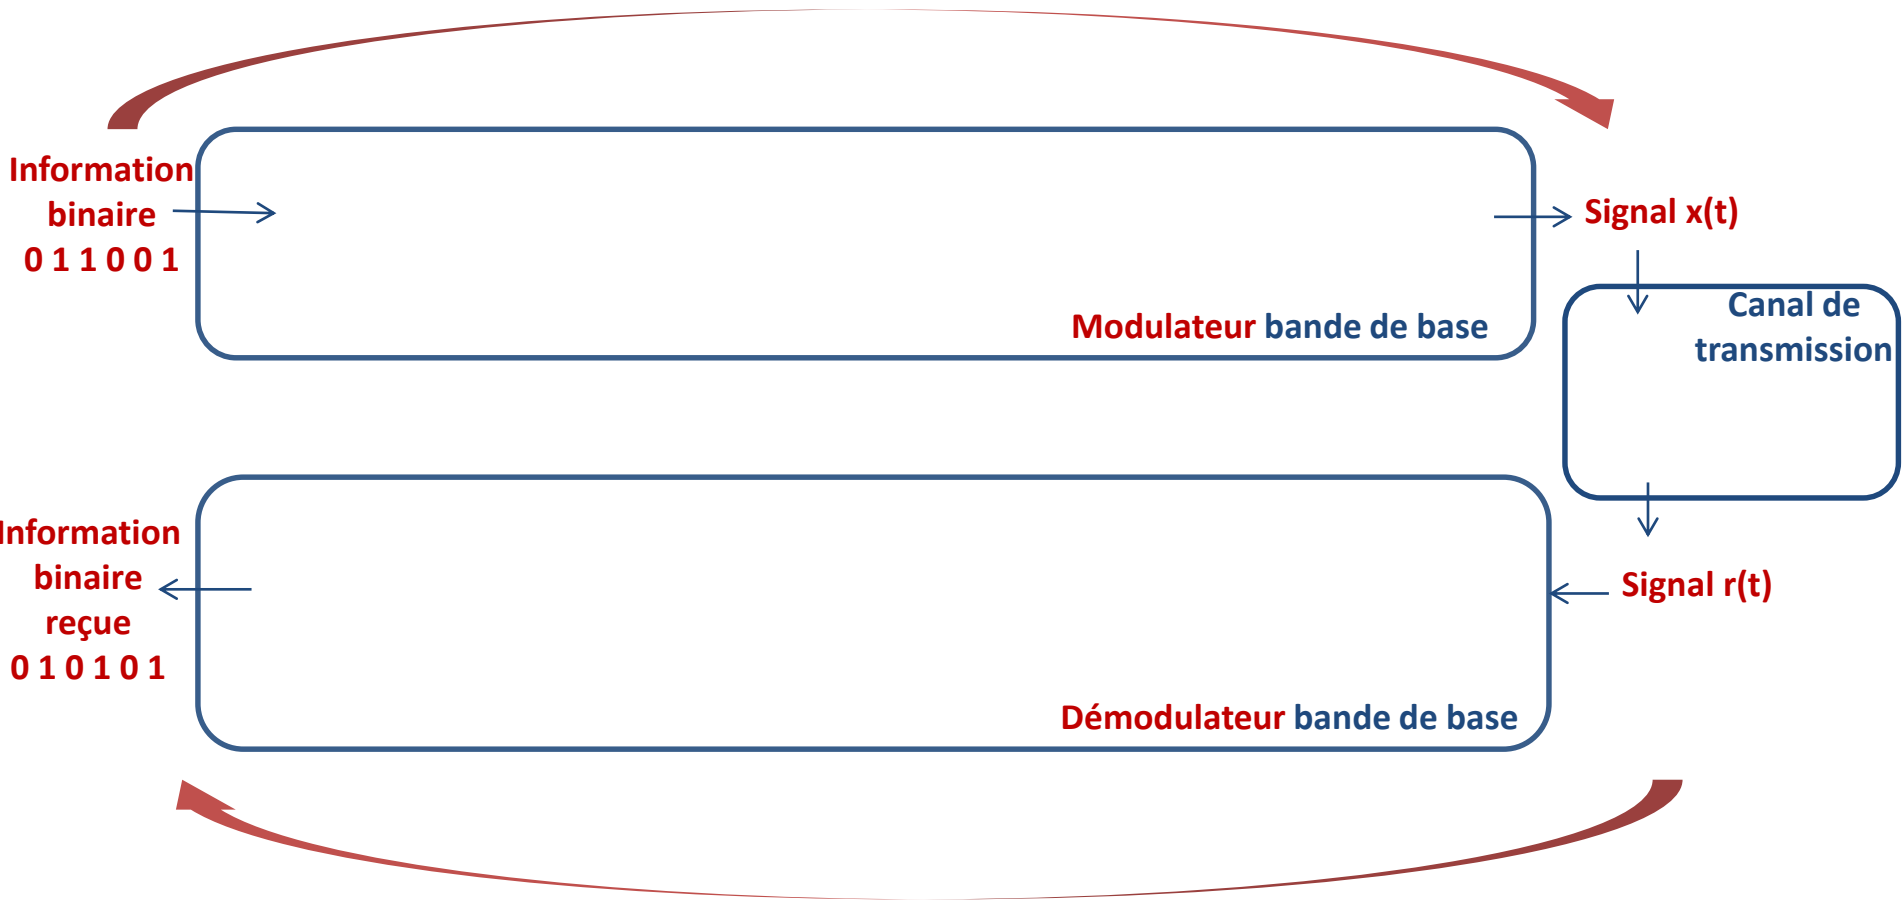 Information
binaire
0 1 1 0 0 1
Modulateur bande de base
Signal x(t)
Canal de
transmission
Signal r(t)
Démodulateur bande de base
Information
binaire
reçue
0 1 0 1 0 1